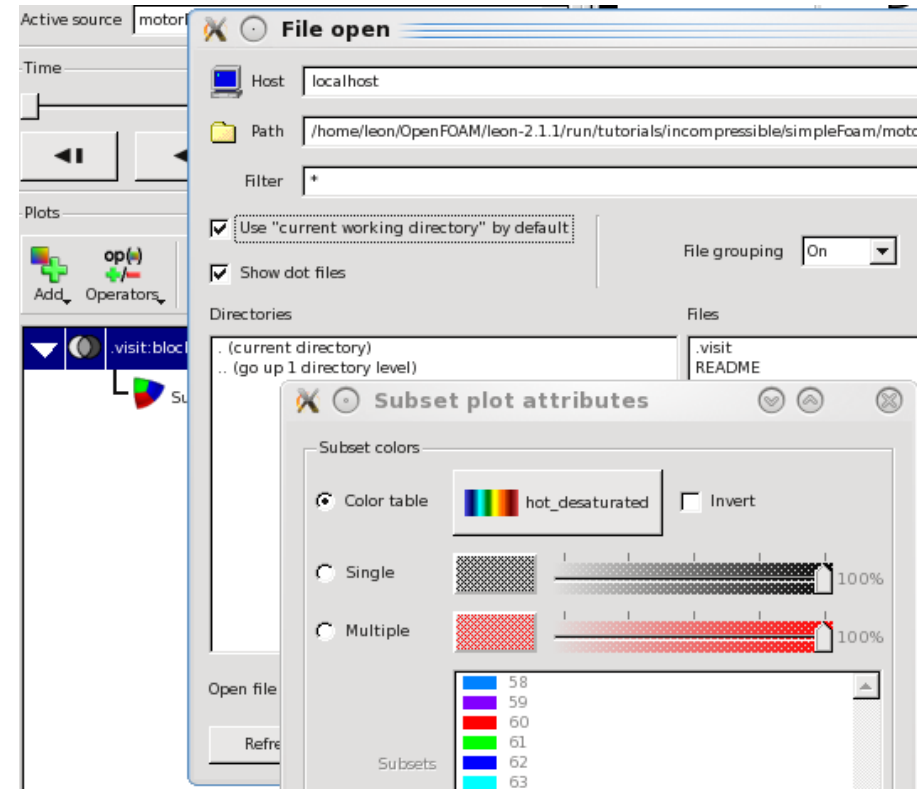 Active source
File open
Time
Host localhost
Path /home/leon/OpenFOAM/leon-2.1.1/run/tutorials/incompressible/simpleFoam/moto
Filter *
Plots
Use "current working directory" by default
File grouping On
Show dot files
op(•)
Add Operators
Directories Files
. (current directory) .visit
.. (go up 1 directory level) README
.visit:bloc
Su
Subset plot attributes
Subset colors
Color table hot_desaturated Invert
Single 100%
Multiple 100%
58
59
60
61
62
63
Subsets
Open file
Refre